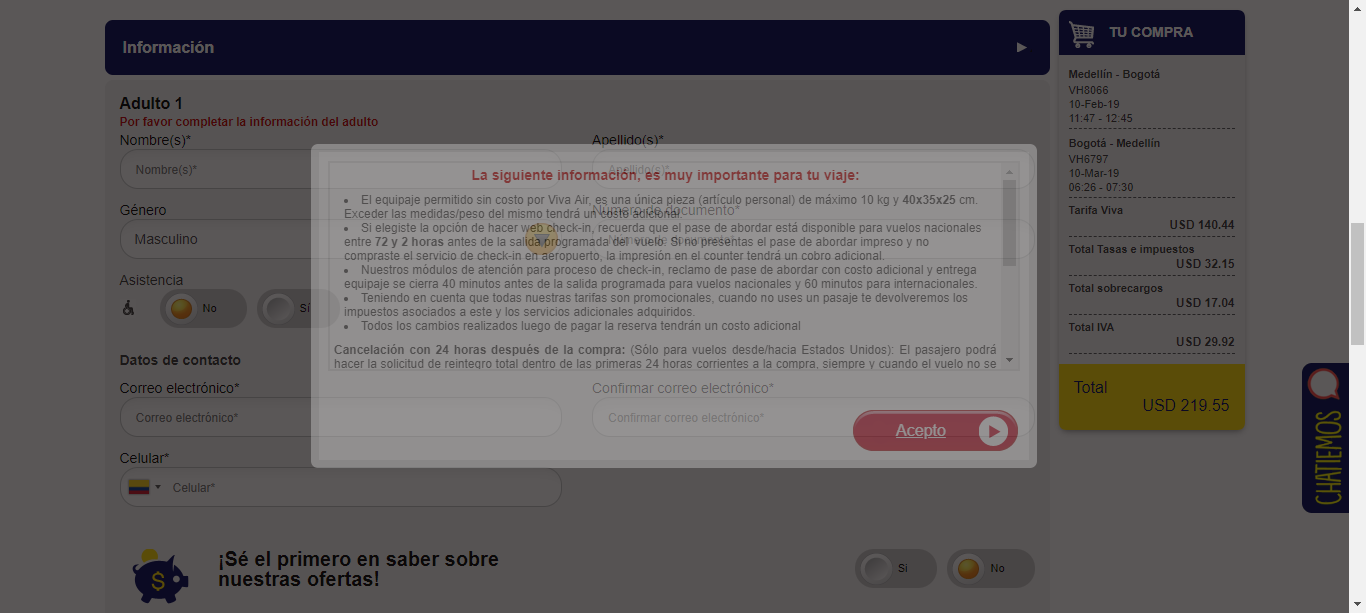 Información
TU COMPRA
Medellín - Bogotá
VH8066
10-Feb-19
11:47 - 12:45
Bogotá - Medellín
VH6797
10-Mar-19
06:26 - 07:30
Tarifa Viva
USD 140.44
Total Tasas e impuestos
USD 32.15
Total sobrecargos
USD 17.04
Total IVA
USD 29.92
Total
USD 219.55
CHATIEMOS
Adulto 1
Por favor completar la información del adulto
Nombre(s)*
Apellido(s)*
Nombre(s)*
Apellido(s)*
Género
Número de documento*
Masculino
Número de documento*
Asistencia
No
Sí
Datos de contacto
Correo electrónico*
Confirmar correo electrónico*
Correo electrónico*
Confirmar correo electrónico*
Celular*
Celular*
La siguiente información, es muy importante para tu viaje:
El equipaje permitido sin costo por Viva Air, es una única pieza (artículo personal) de máximo 10 kg y 40x35x25 cm.
Exceder las medidas/peso del mismo tendrá un costo adicional.
Si elegiste la opción de hacer web check-in, recuerda que el pase de abordar está disponible para vuelos nacionales
entre 72 y 2 horas antes de la salida programada del vuelo. Si no presentas el pase de abordar impreso y no
compraste el servicio de check-in en aeropuerto, la impresión en el counter tendrá un cobro adicional.
Nuestros módulos de atención para proceso de check-in, reclamo de pase de abordar con costo adicional y entrega
equipaje se cierra 40 minutos antes de la salida programada para vuelos nacionales y 60 minutos para internacionales.
Teniendo en cuenta que todas nuestras tarifas son promocionales, cuando no uses un pasaje te devolveremos los
impuestos asociados a este y los servicios adicionales adquiridos.
Todos los cambios realizados luego de pagar la reserva tendrán un costo adicional
Cancelación con 24 horas después de la compra: (Sólo para vuelos desde/hacia Estados Unidos): El pasajero podrá
hacer la solicitud de reintegro total dentro de las primeras 24 horas corrientes a la compra, siempre y cuando el vuelo no se
Acepto
¡Sé el primero en saber sobre
nuestras ofertas!
Si
No